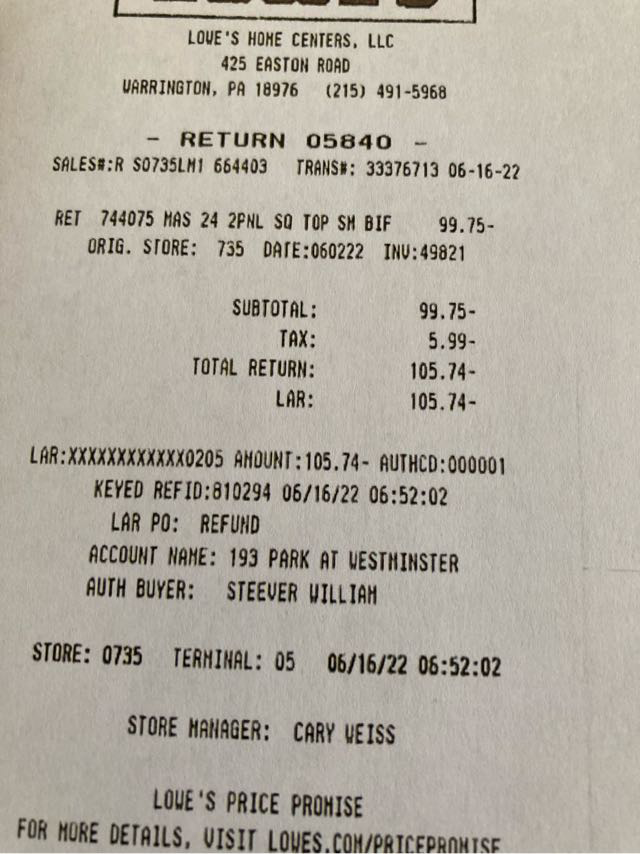 LOWE'S HOME CENTERS, LLC
425 EASTON ROAD
WARRINGTON, PA 18976 (215) 491-5968
- RETURN 05840 -
SALES#:R S0735LM1 664403 TRANS#: 33376713 06-16-22
RET 744075 MAS 24 2PNL SQ TOP SM BIF 99.75-
ORIG. STORE: 735 DATE:060222 INV:49821
SUBTOTAL: 99.75-
TAX: 5.99-
TOTAL RETURN: 105.74-
LAR: 105.74-
LAR:XXXXXXXXXXXX0205 AMOUNT:105.74- AUTHCD:000001
KEYED REFID:810294 06/16/22 06:52:02
LAR PO: REFUND
ACCOUNT NAME: 193 PARK AT WESTMINSTER
AUTH BUYER: STEEVER WILLIAM
STORE: 0735 TERMINAL: 05 06/16/22 06:52:02
STORE MANAGER: CARY WEISS
LOWE'S PRICE PROMISE
FOR MORE DETAILS, VISIT LOWES.COM/PRICEPROMISE